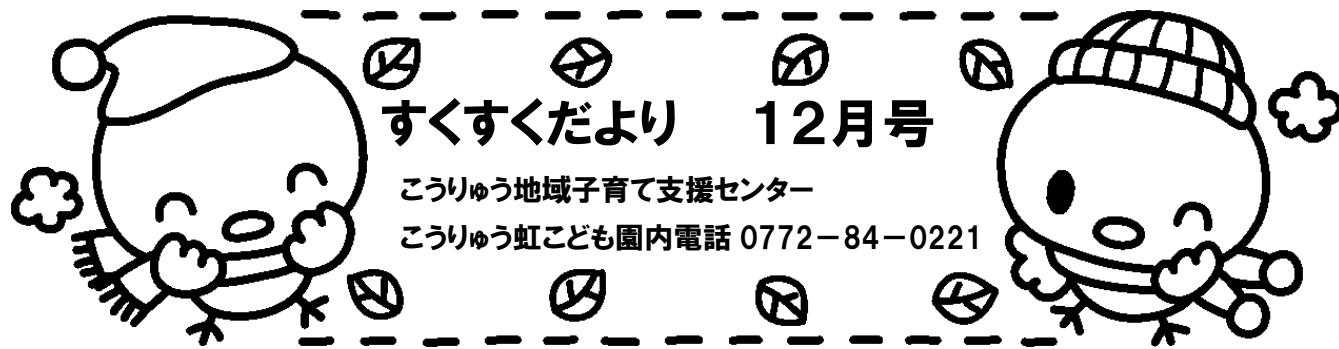 すくすくだより　１２月号
こうりゅう地域子育て支援センター
こうりゅう虹こども園内電話 0772－84－0221